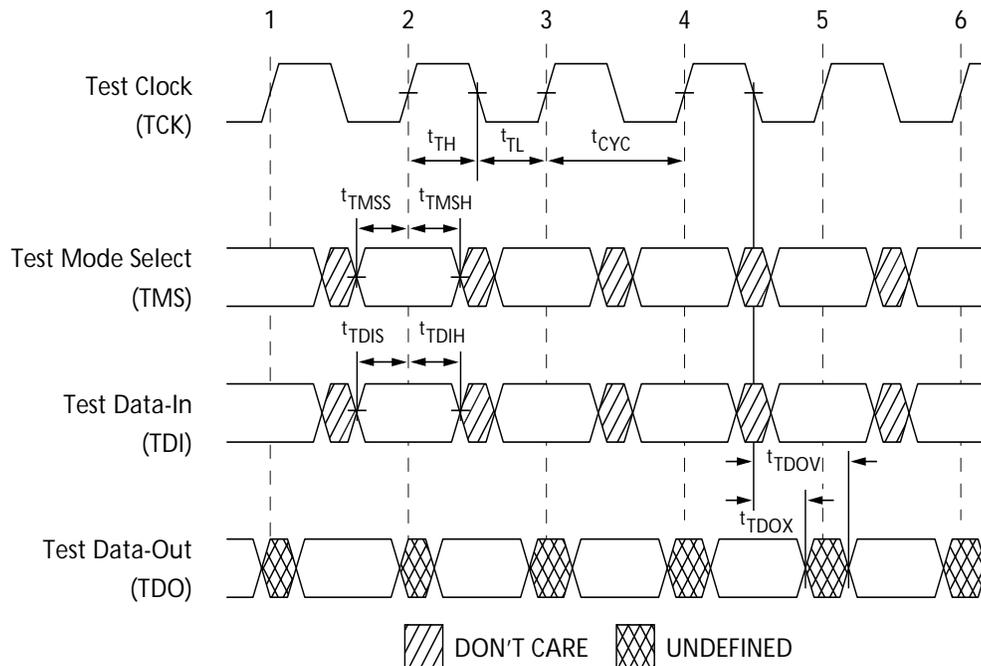 1 2 3 4 5 6
Test Clock
(TCK)
tTH tTL tCYC
tTMSS tTMSH
Test Mode Select
(TMS)
tTDIS tTDIH
Test Data-In
(TDI)
tTDOV
tTDOX
Test Data-Out
(TDO)
DON'T CARE UNDEFINED